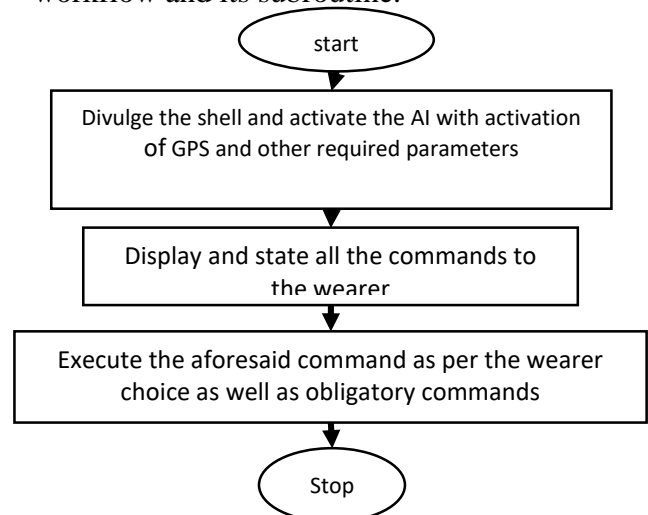 workflow and its subroutine.
start
Divulge the shell and activate the AI with activation
of GPS and other required parameters
Display and state all the commands to
the wearer
Execute the aforesaid command as per the wearer
choice as well as obligatory commands
Stop